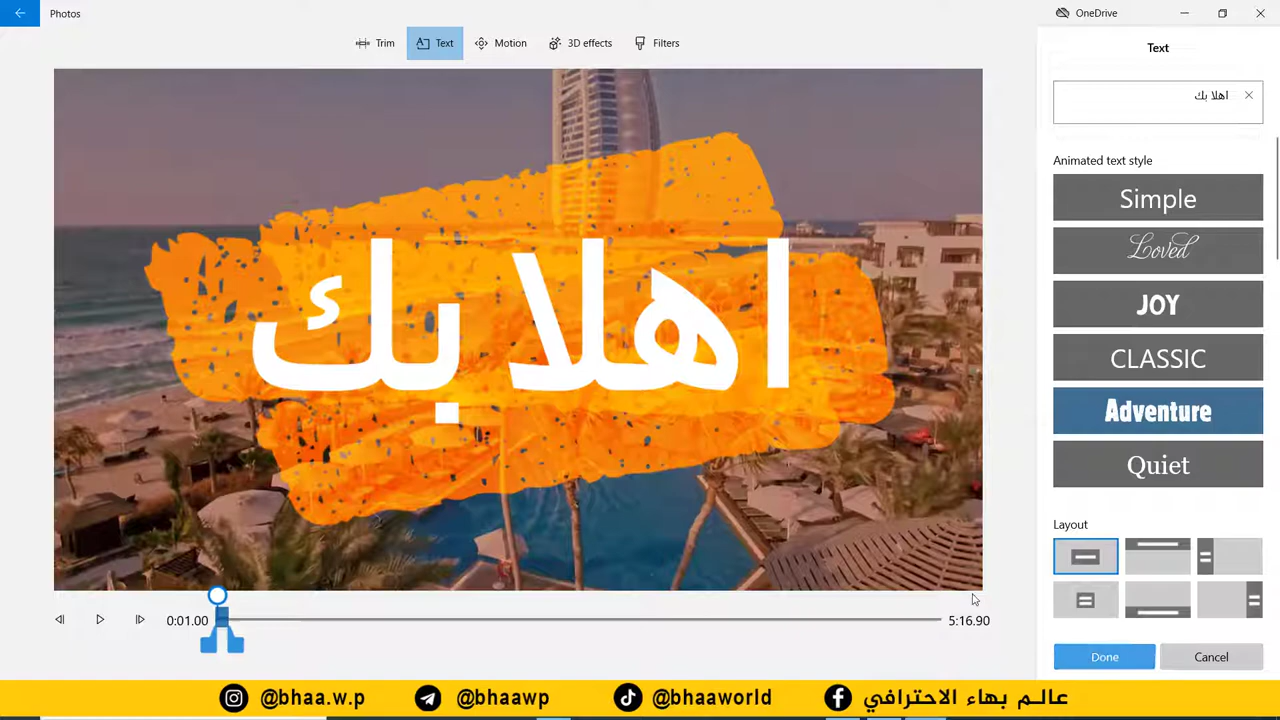 Photos
OneDrive
Trim
Text
Motion
3D effects
Filters
Text
اهلا بك
Animated text style
Simple
Loved
JOY
CLASSIC
Adventure
Quiet
Layout
اهلا بك
0:01.00
5:16.90
Done
Cancel
@bhaa.w.p
@bhaawp
@bhaaworld
عالم بهاء الاحترافي